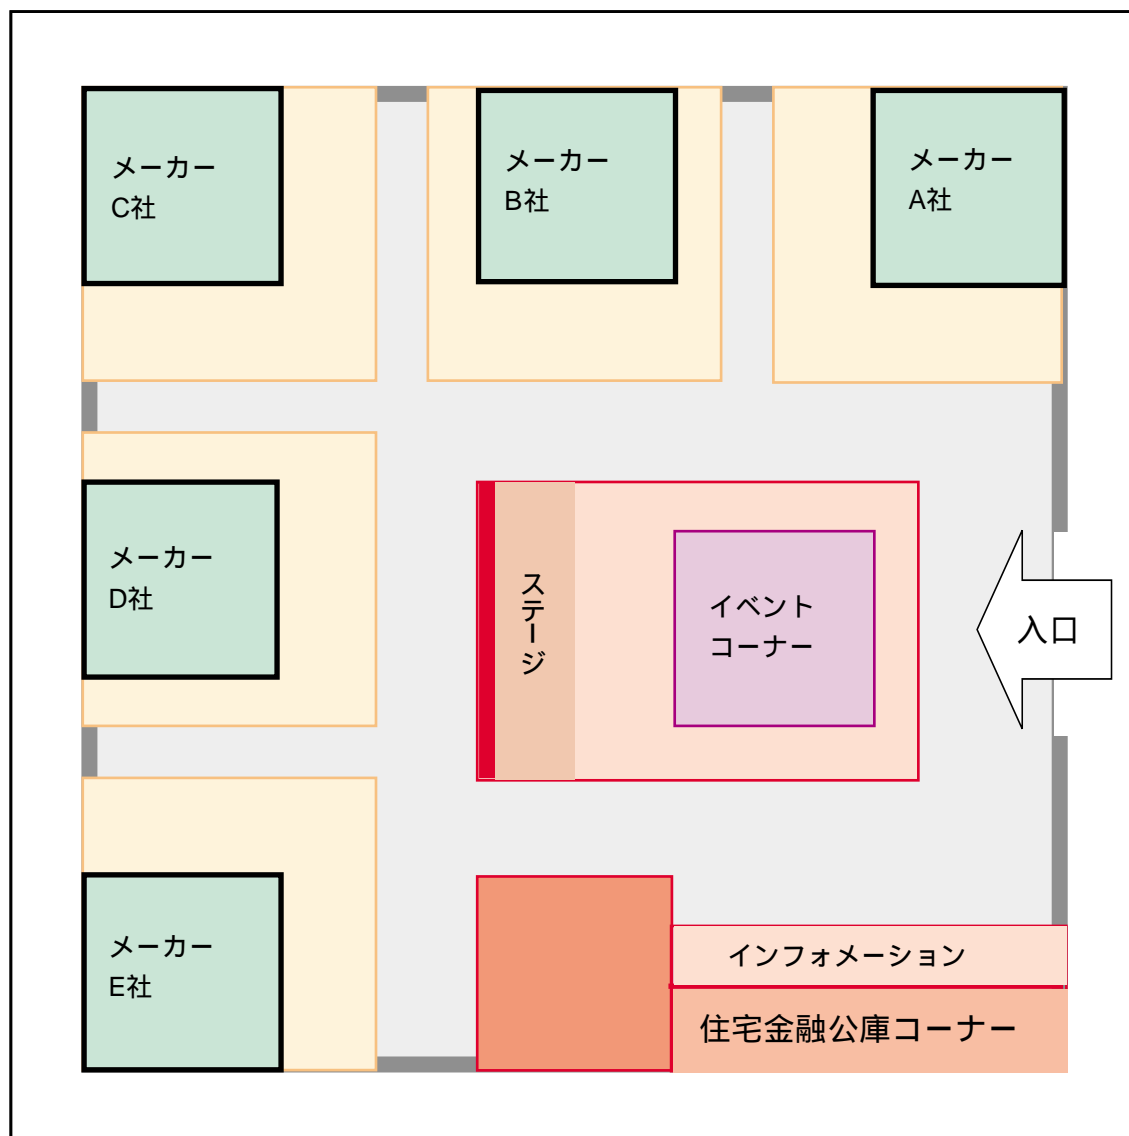 メーカー
C社
メーカー
B社
メーカー
A社
メーカー
D社
ステージ
イベント
コーナー
入口
メーカー
E社
インフォメーション
住宅金融公庫コーナー